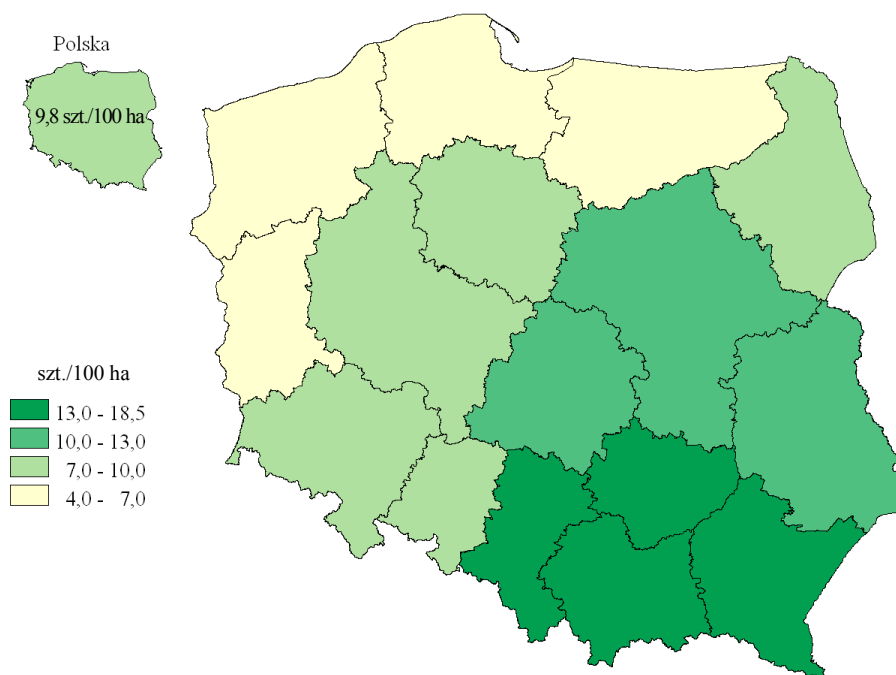 Polska
9,8 szt./100 ha
szt./100 ha
13,0 - 18,5
10,0 - 13,0
7,0 - 10,0
4,0 - 7,0